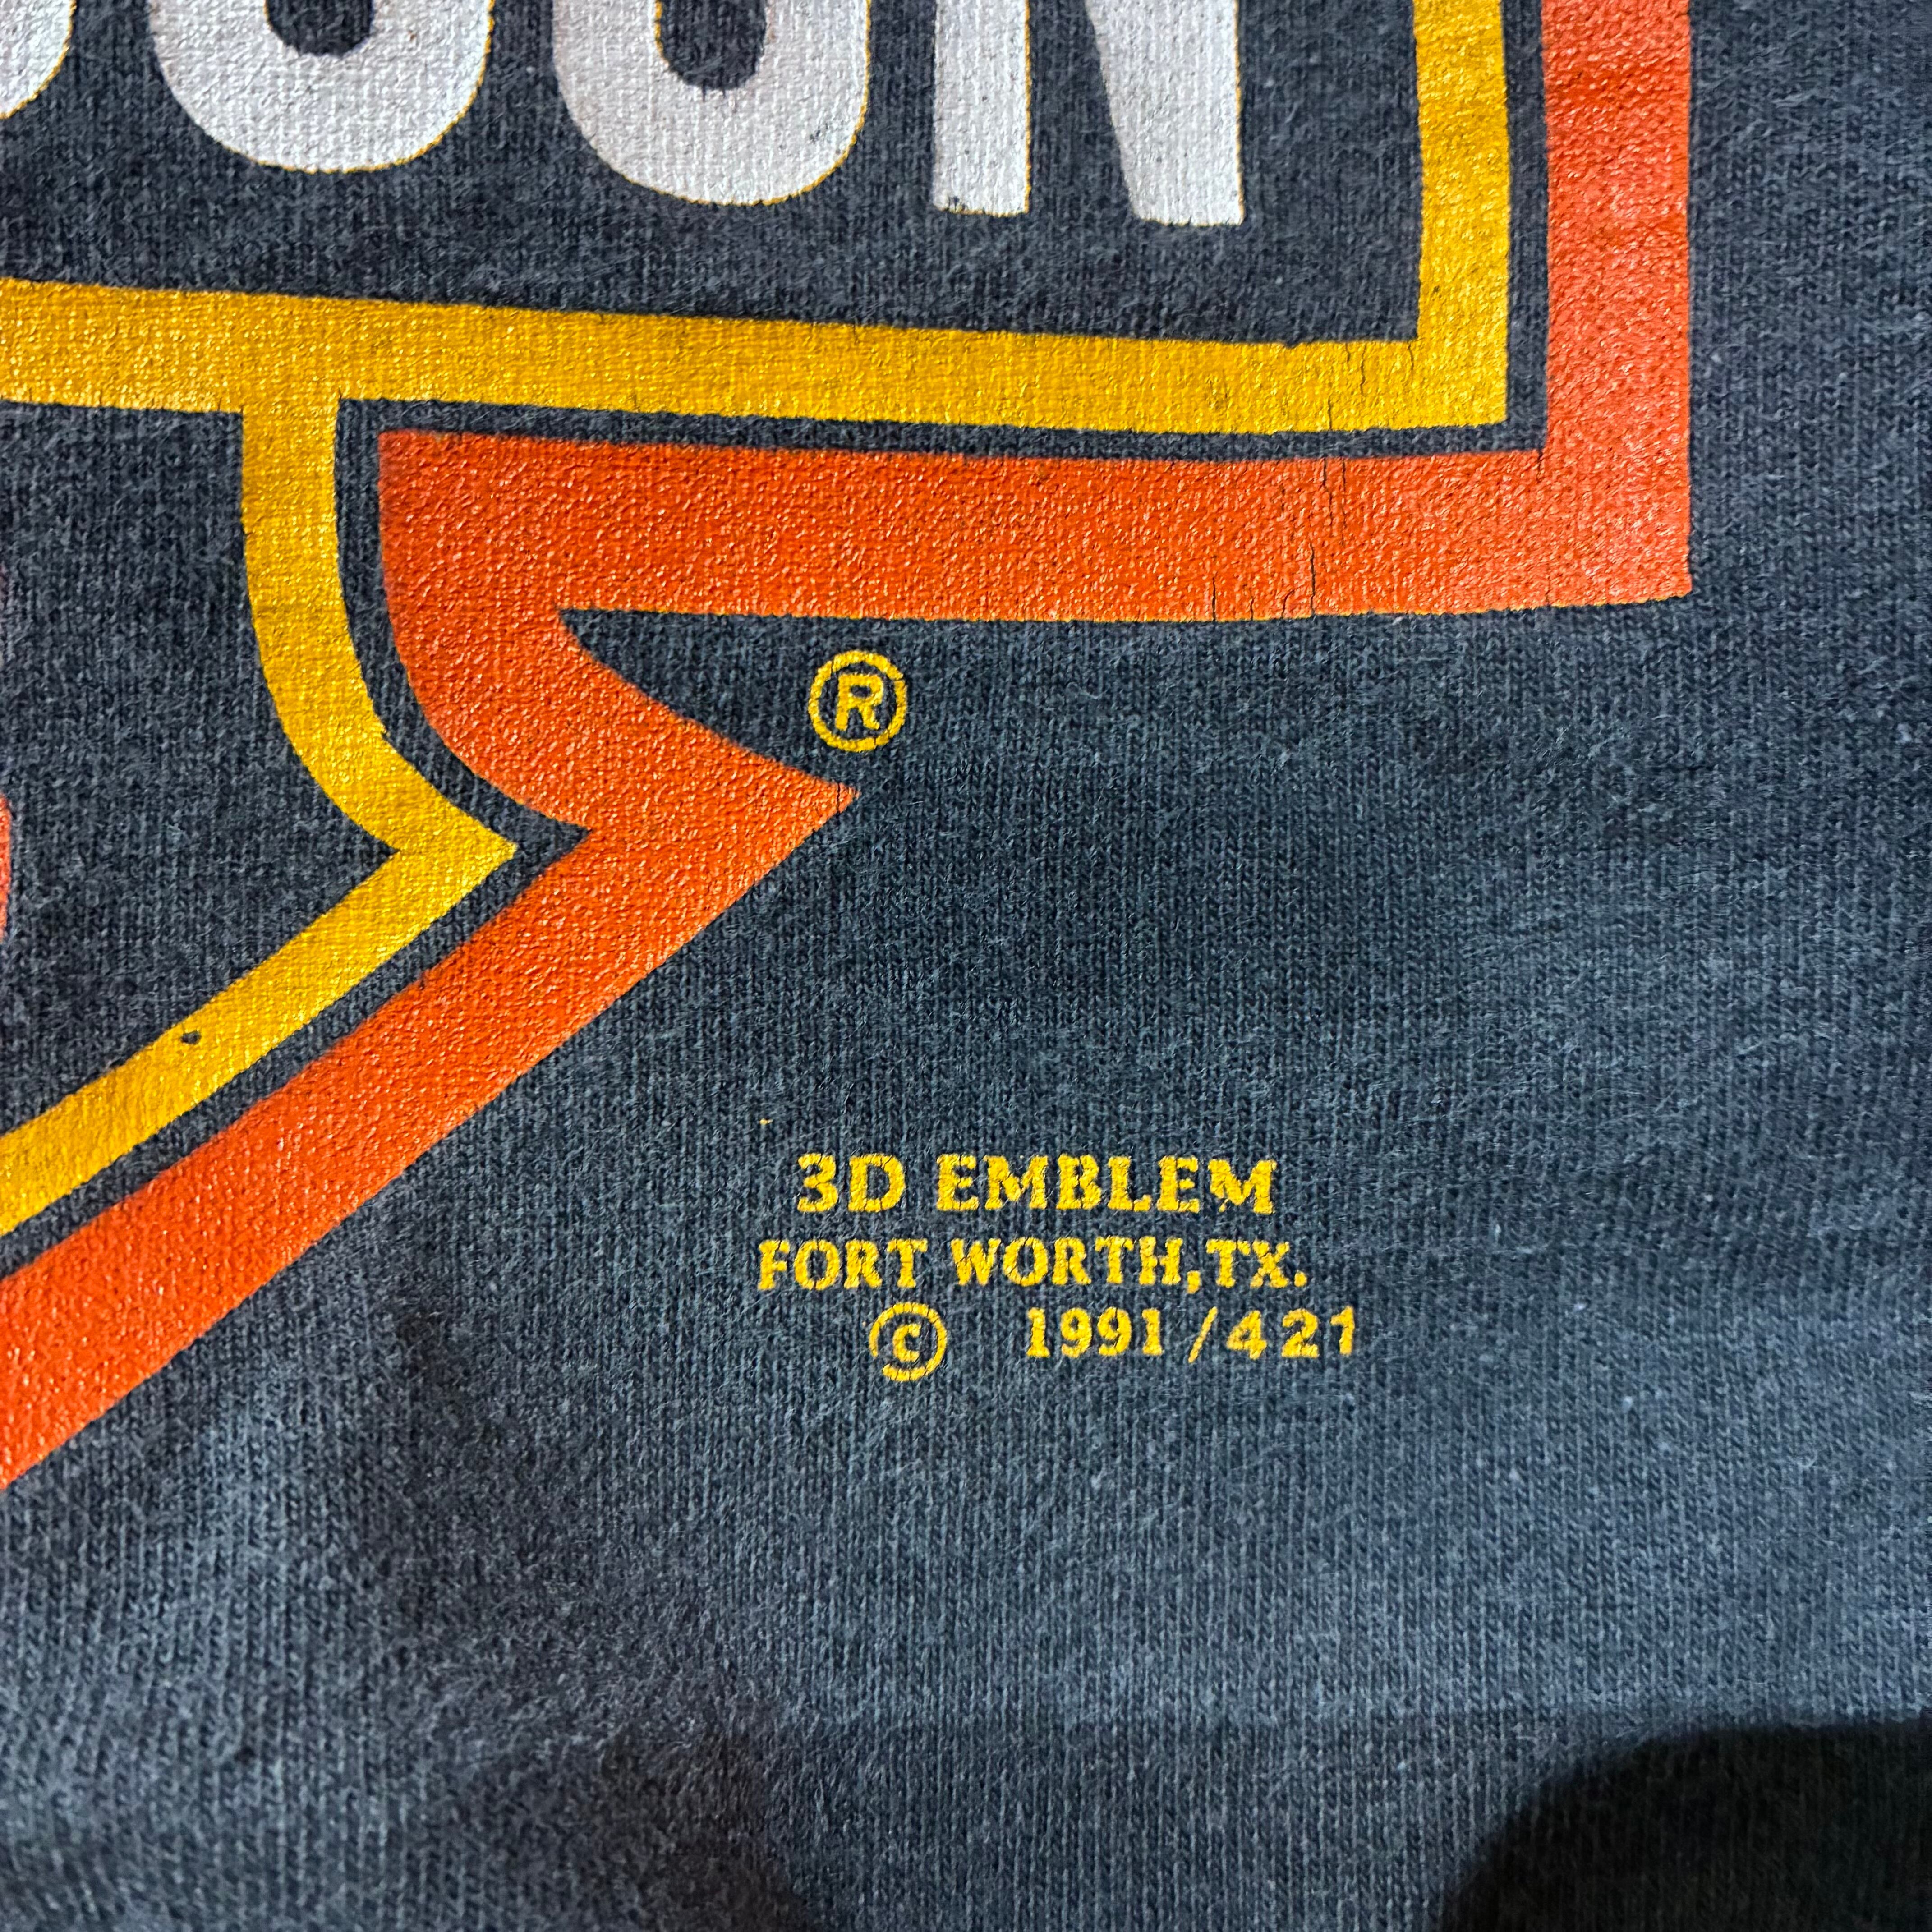 ®
3D EMBLEM
FORT WORTH,TX.
© 1991/421